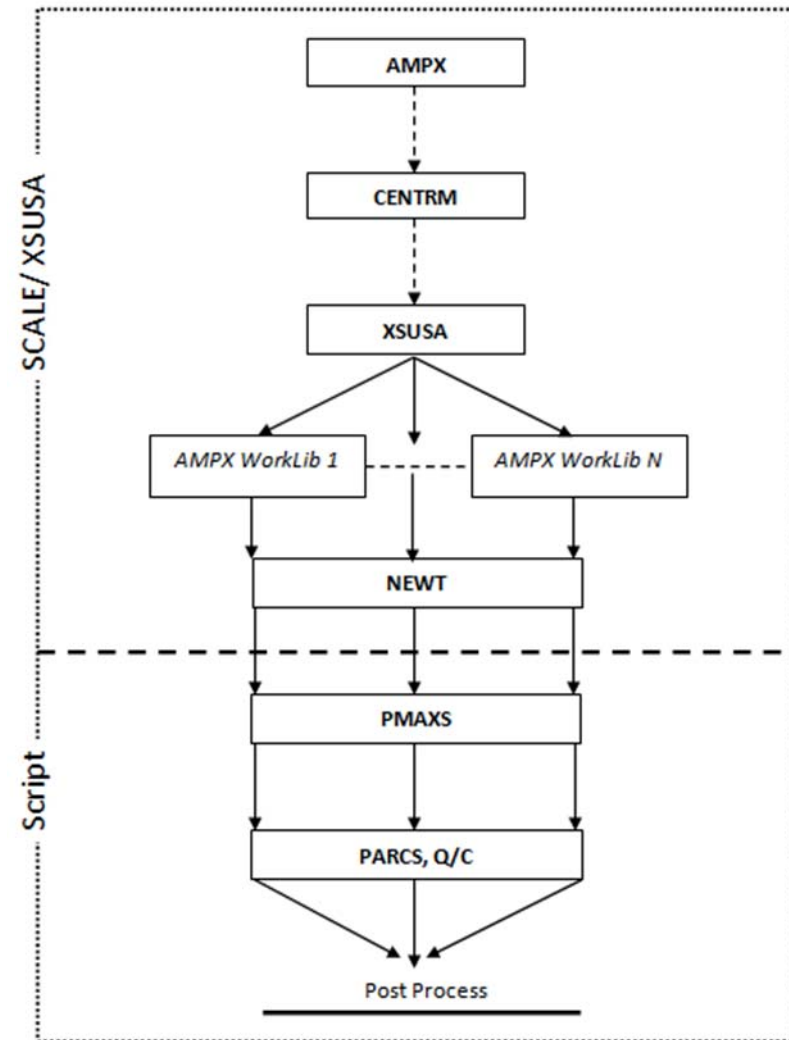 AMPX
CENTRM
SCALE/ XSUSA
XSUSA
AMPX WorkLib 1
AMPX WorkLib N
NEWT
PMAXS
Script
PARCS, Q/C
Post Process